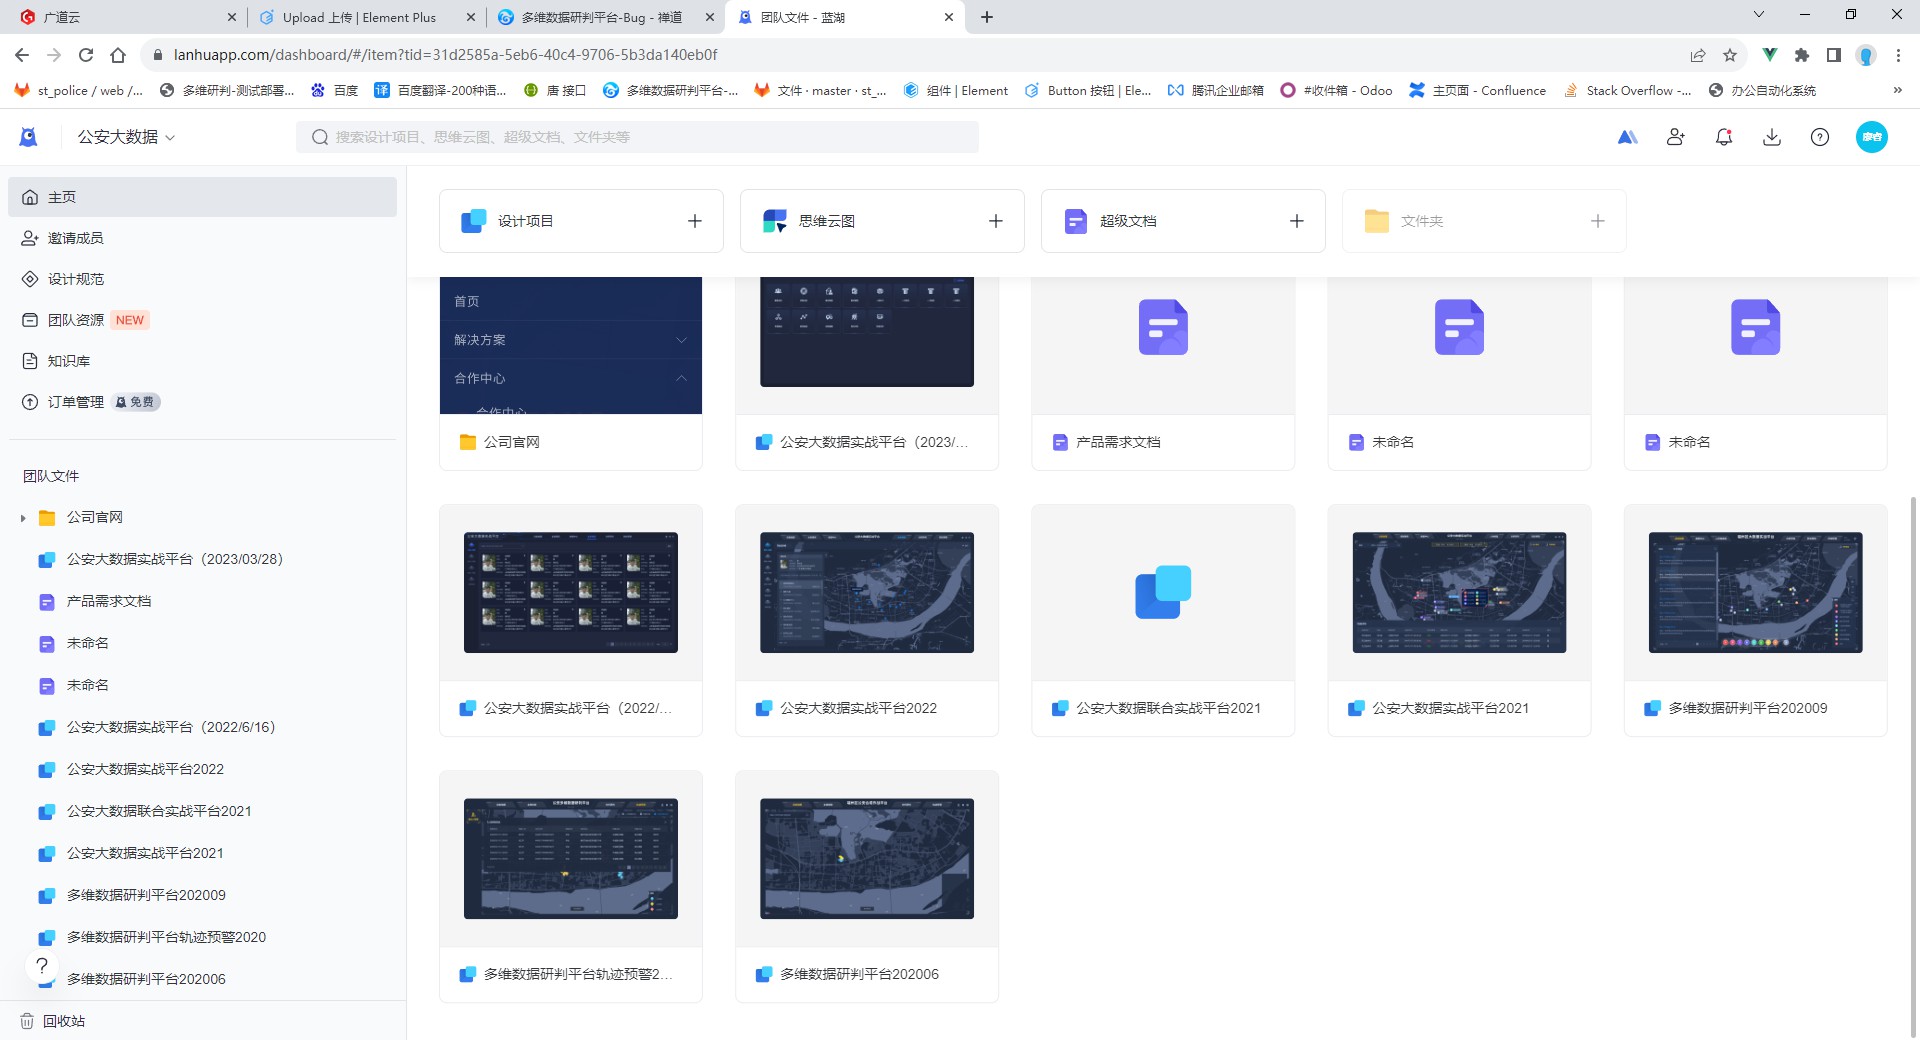 广道云
Upload 上传 | Element Plus
多维数据研判平台-Bug - 禅道
团队文件 - 蓝湖
lanhuapp.com/dashboard/#/item?tid=31d2585a-5eb6-40c4-9706-5b3da140eb0f
st_police / web /...
多维研判-测试部署...
百度
译
百度翻译-200种语...
唐 接口
多维数据研判平台-...
文件 · master · st_...
组件 | Element
Button 按钮 | Ele...
腾讯企业邮箱
#收件箱 - Odoo
主页面 - Confluence
Stack Overflow -...
办公自动化系统
公安大数据
搜索设计项目、思维云图、超级文档、文件夹等
主页
邀请成员
设计规范
团队资源 NEW
知识库
订单管理 免费
团队文件
公司官网
公安大数据实战平台（2023/03/28）
产品需求文档
未命名
未命名
公安大数据实战平台（2022/6/16）
公安大数据实战平台2022
公安大数据联合实战平台2021
公安大数据实战平台2021
多维数据研判平台202009
多维数据研判平台轨迹预警2020
多维数据研判平台202006
?
回收站
设计项目
思维云图
超级文档
文件夹
首页
解决方案
合作中心
合作中心
公司官网
公安大数据实战平台（2023/...
产品需求文档
未命名
未命名
公安大数据实战平台（2022/...
公安大数据实战平台2022
公安大数据联合实战平台2021
公安大数据实战平台2021
多维数据研判平台202009
多维数据研判平台轨迹预警2...
多维数据研判平台202006